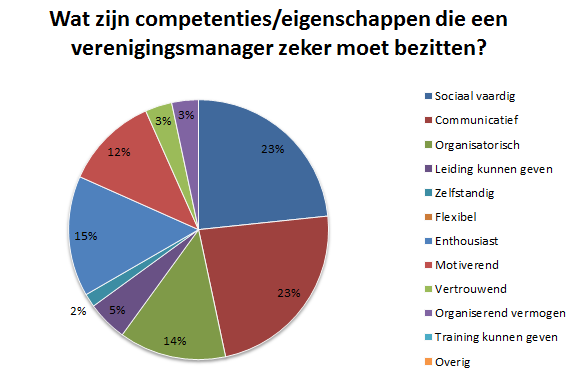 Wat zijn competenties/eigenschappen die een
verenigingsmanager zeker moet bezitten?
23%
23%
14%
5%
2%
15%
12%
3%
3%
Sociaal vaardig
Communicatief
Organisatorisch
Leiding kunnen geven
Zelfstandig
Flexibel
Enthousiast
Motiverend
Vertrouwend
Organiserend vermogen
Training kunnen geven
Overig